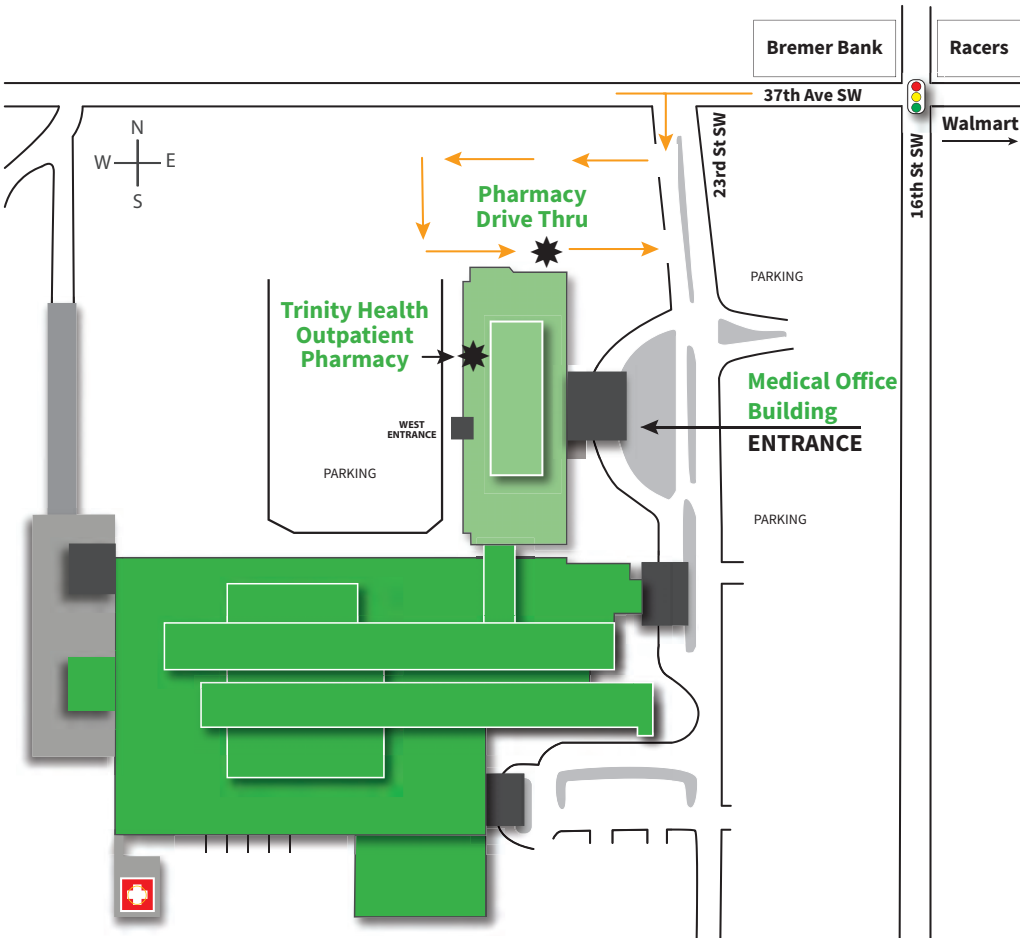 Bremer Bank
Racers
37th Ave SW
Walmart
23rd St SW
16th St SW
N
W
E
S
Pharmacy
Drive Thru
PARKING
Trinity Health
Outpatient
Pharmacy
Medical Office
Building
ENTRANCE
WEST
ENTRANCE
PARKING
PARKING